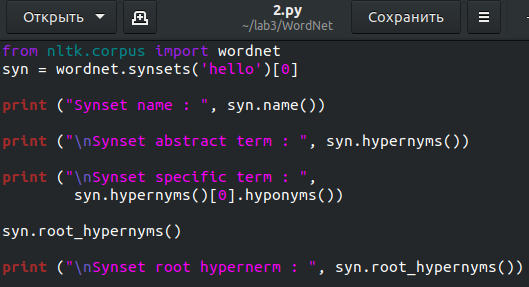 Открыть 2.py Сохранить
~/lab3/WordNet
from nltk.corpus import wordnet
syn = wordnet.synsets('hello')[0]
print ("Synset name : ", syn.name())
print ("\nSynset abstract term : ", syn.hypernyms())
print ("\nSynset specific term : ",
syn.hypernyms()[0].hyponyms())
syn.root_hypernyms()
print ("\nSynset root hypernerm : ", syn.root_hypernyms())